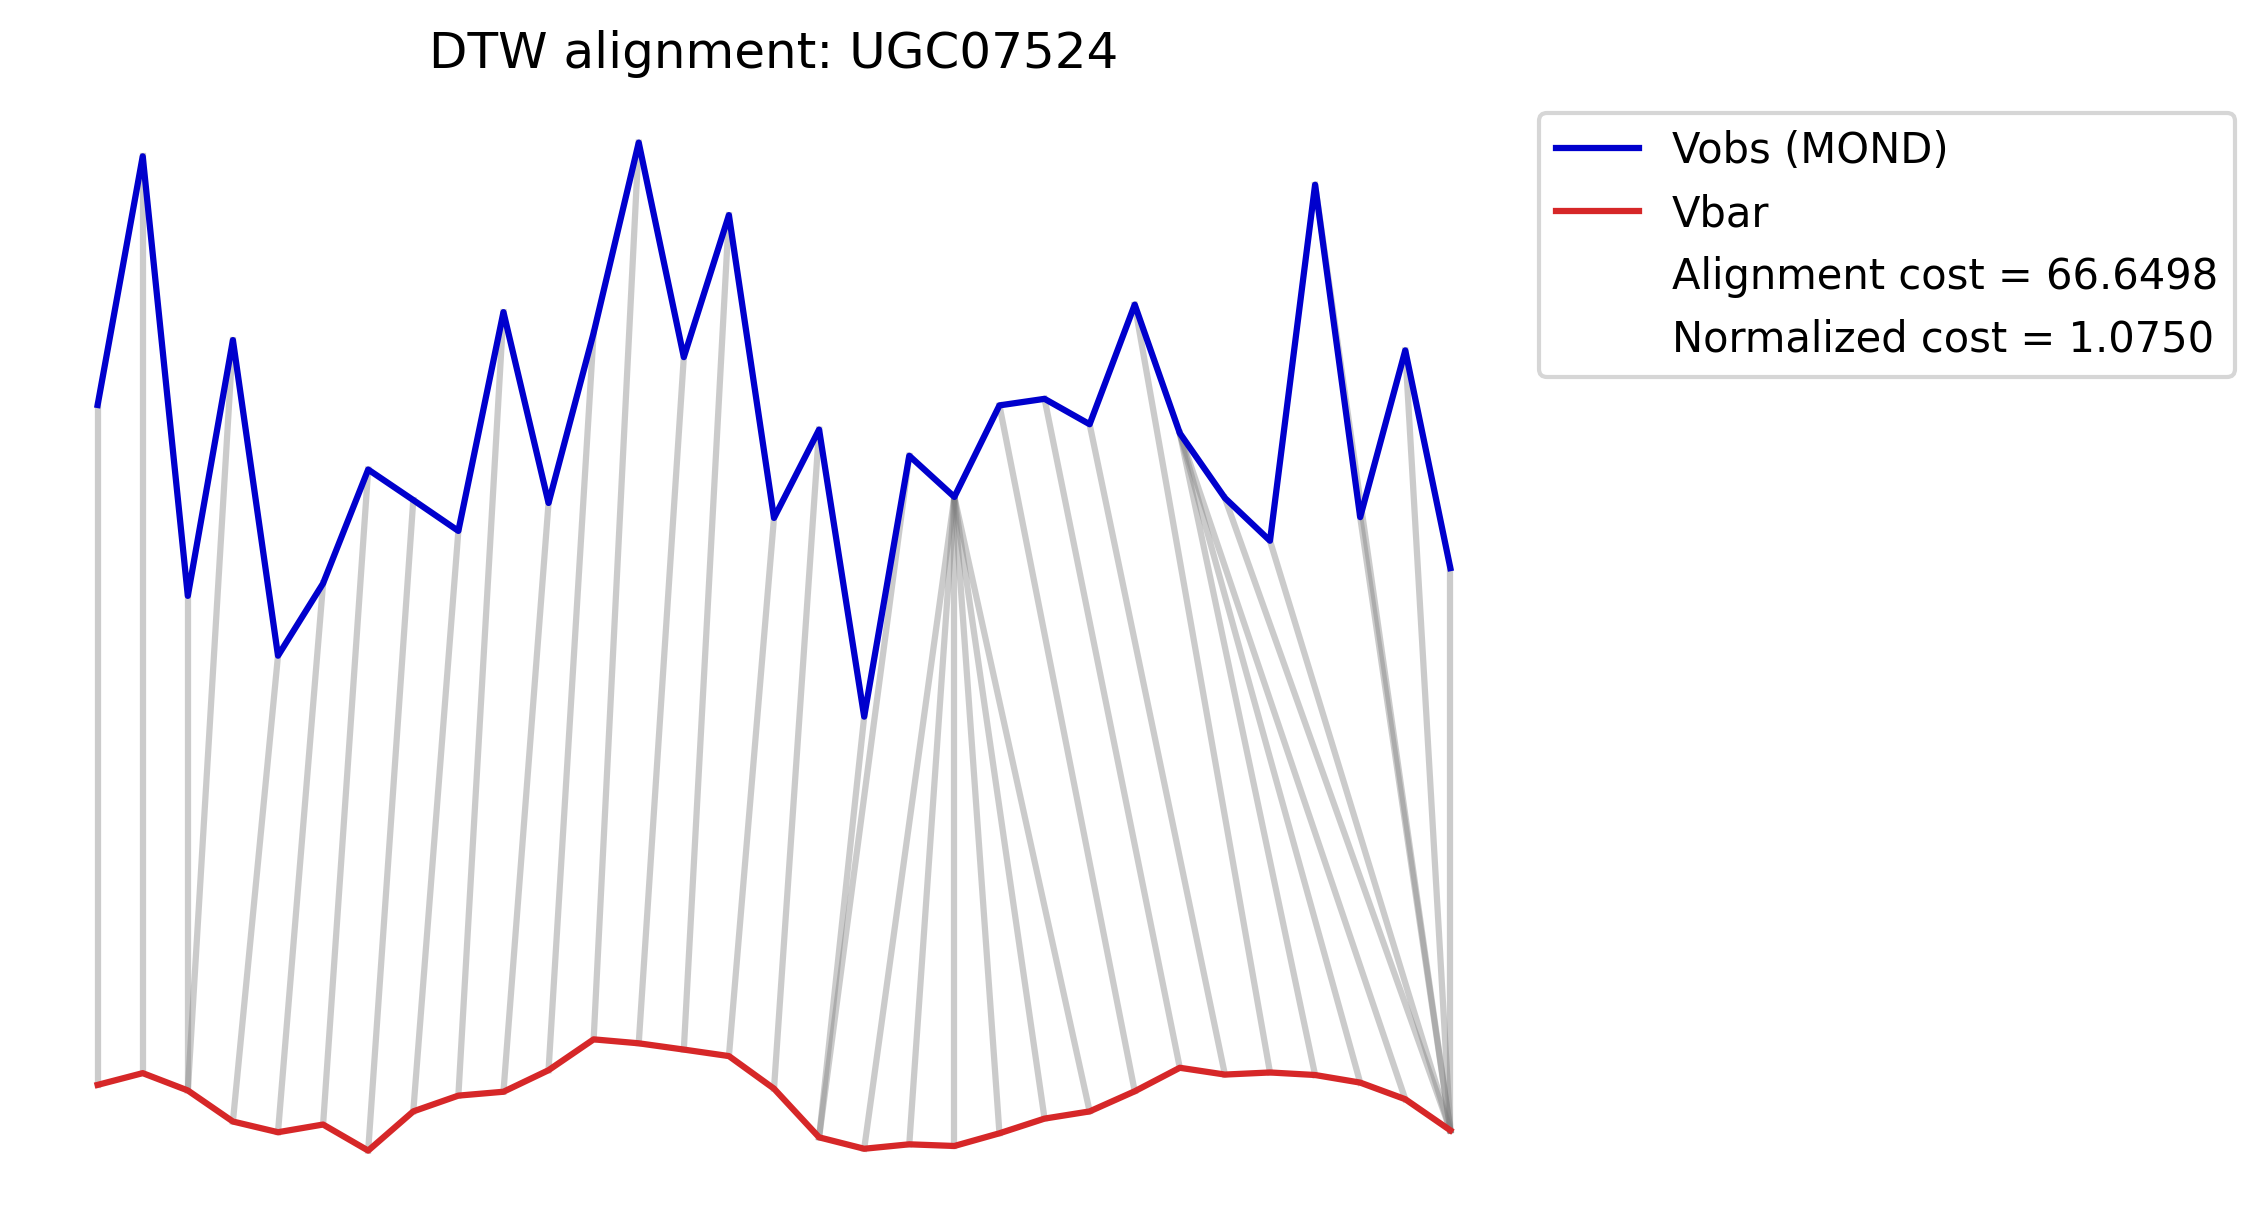 DTW alignment: UGC07524
Vobs (MOND)
Vbar
Alignment cost = 66.6498
Normalized cost = 1.0750